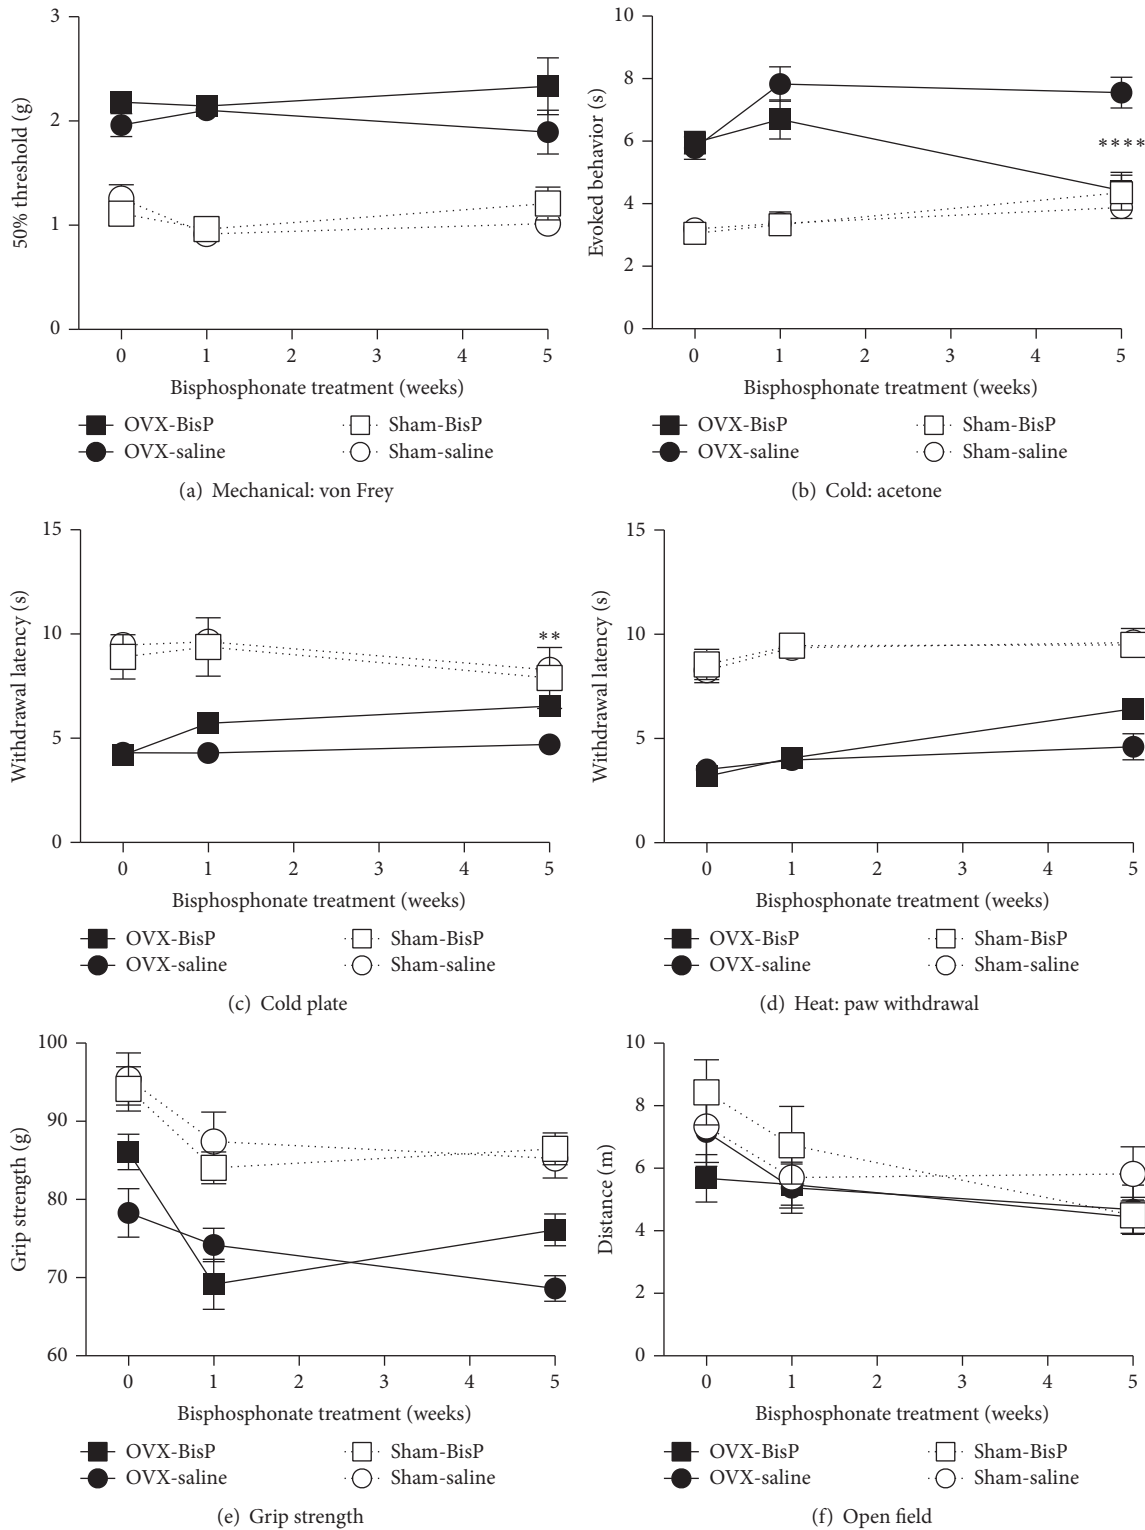 3
2
1
0
50% threshold (g)
0 1 2 3 4 5
Bisphosphonate treatment (weeks)
OVX-BisP Sham-BisP
OVX-saline Sham-saline
(a) Mechanical: von Frey
10
8
6
4
2
0
Evoked behavior (s)
****
0 1 2 3 4 5
Bisphosphonate treatment (weeks)
OVX-BisP Sham-BisP
OVX-saline Sham-saline
(b) Cold: acetone
15
10
5
0
Withdrawal latency (s)
**
0 1 2 3 4 5
Bisphosphonate treatment (weeks)
OVX-BisP Sham-BisP
OVX-saline Sham-saline
(c) Cold plate
15
10
5
0
Withdrawal latency (s)
0 1 2 3 4 5
Bisphosphonate treatment (weeks)
OVX-BisP Sham-BisP
OVX-saline Sham-saline
(d) Heat: paw withdrawal
100
90
80
70
60
Grip strength (g)
0 1 2 3 4 5
Bisphosphonate treatment (weeks)
OVX-BisP Sham-BisP
OVX-saline Sham-saline
(e) Grip strength
10
8
6
4
2
0
Distance (m)
0 1 2 3 4 5
Bisphosphonate treatment (weeks)
OVX-BisP Sham-BisP
OVX-saline Sham-saline
(f) Open field